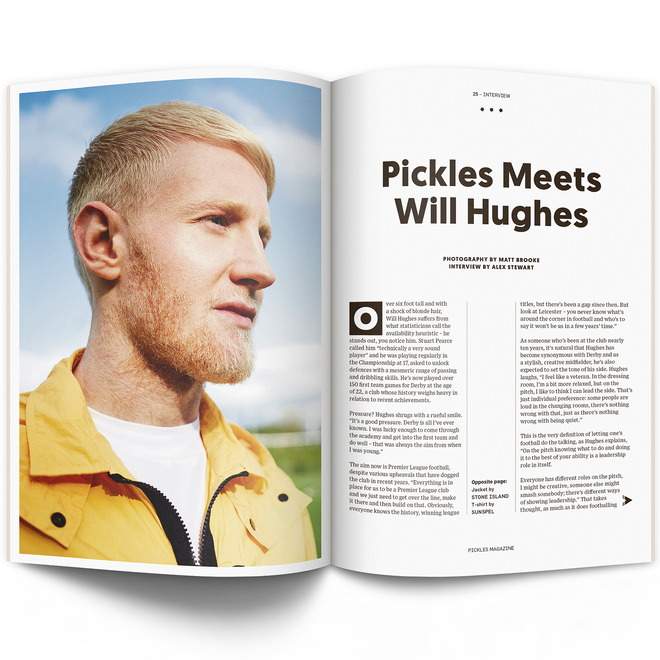 25 – INTERVIEW
Pickles Meets
Will Hughes
PHOTOGRAPHY BY MATT BROOKE
INTERVIEW BY ALEX STEWART
Over six foot tall and with
a shock of blonde hair,
Will Hughes suffers from
what statisticians call the
availability heuristic – he
stands out, you notice him. Stuart Pearce
called him “technically a very sound
player” and he was playing regularly in
the Championship at 17, asked to unlock
defences with a mesmeric range of passing
and dribbling skills. He’s now played over
150 first team games for Derby at the age
of 22, a club whose history weighs heavy in
relation to recent achievements.
Pressure? Hughes shrugs with a rueful smile.
“It’s a good pressure. Derby is all I’ve ever
known. I was lucky enough to come through
the academy and get into the first team and
do well – that was always the aim from when
I was young.”
The aim now is Premier League football,
despite various upheavals that have dogged
the club in recent years. “Everything is in
place for us to be a Premier League club
and we just need to get over the line, make
it there and then build on that. Obviously,
everyone knows the history, winning league
Opposite page:
Jacket by
STONE ISLAND
T-shirt by
SUNSPEL
titles, but there’s been a gap since then. But
look at Leicester – you never know what’s
around the corner in football and who’s to
say it won’t be us in a few years’ time.”
As someone who’s been at the club nearly
ten years, it’s natural that Hughes has
become synonymous with Derby and as
a stylish, creative midfielder, he’s also
expected to set the tone of his side. Hughes
laughs, “I feel like a veteran. In the dressing
room, I’m a bit more relaxed, but on the
pitch, I like to think I can lead the side. That’s
just individual preference: some people are
loud in the changing rooms, there’s nothing
wrong with that, just as there’s nothing
wrong with being quiet.”
This is the very definition of letting one’s
football do the talking, as Hughes explains,
“On the pitch knowing what to do and doing
it to the best of your ability is a leadership
role in itself.
Everyone has different roles on the pitch,
I might be creative, someone else might
smash somebody; there’s different ways
of showing leadership.” That takes
thought, as much as it does footballing
PICKLES MAGAZINE